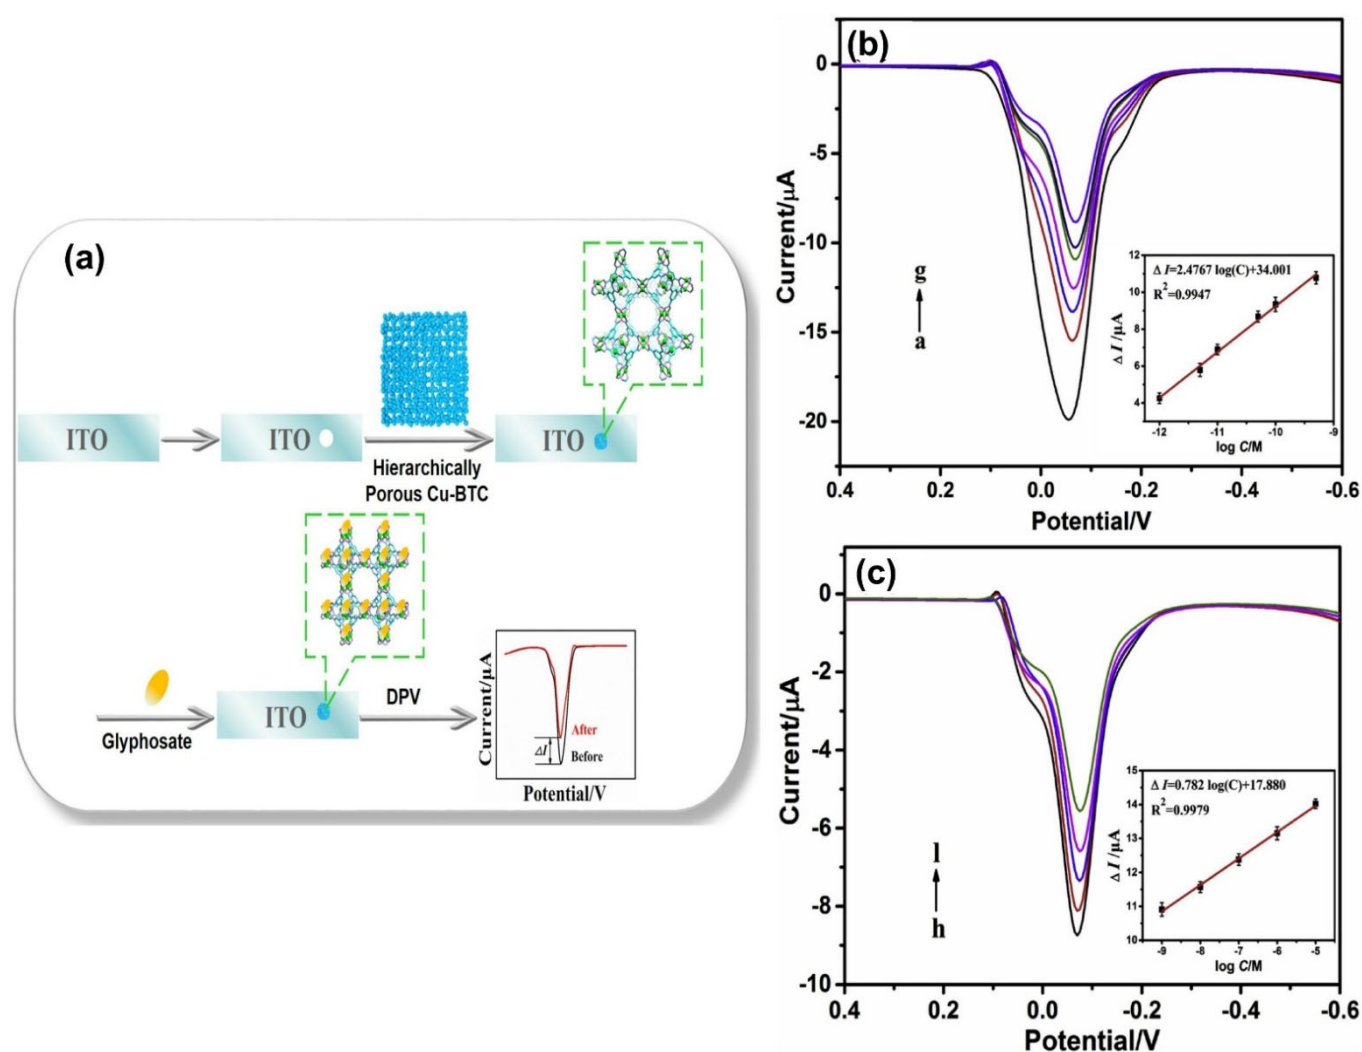 (a)
ITO
ITO
ITO
Hierarchically
Porous Cu-BTC
Glyphosate
ITO
DPV
Current/μA
ΔI
After
Before
Potential/V
(b)
Current/μA
0
-5
-10
-15
-20
g
a
0.4 0.2 0.0 -0.2 -0.4 -0.6
Potential/V
Δ I=2.4767 log(C)+34.001
R²=0.9947
Δ I /μA
12
10
8
6
4
-12 -11 -10 -9
log C/M
(c)
Current/μA
0
-2
-4
-6
-8
-10
l
h
0.4 0.2 0.0 -0.2 -0.4 -0.6
Potential/V
Δ I=0.782 log(C)+17.880
R²=0.9979
Δ I /μA
15
14
13
12
11
10
-9 -8 -7 -6 -5
log C/M